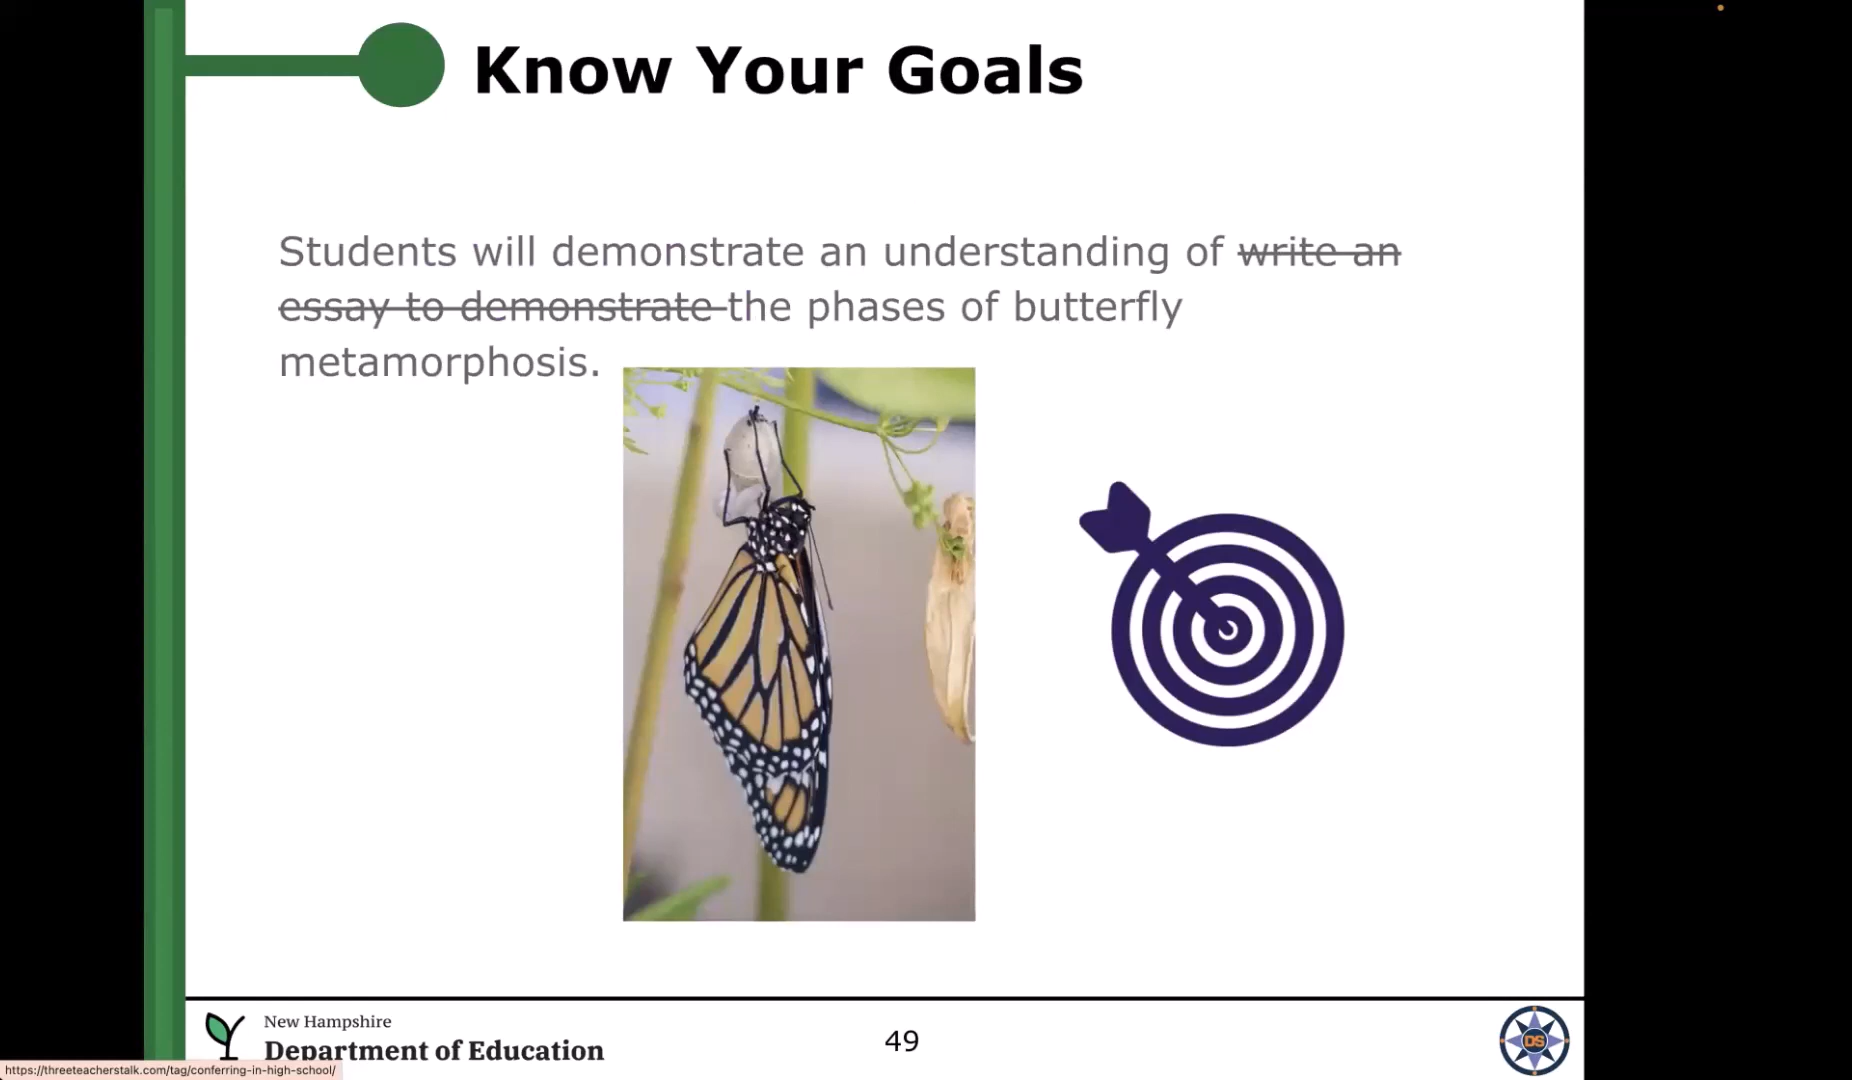 Know Your Goals
Students will demonstrate an understanding of write an
essay to demonstrate the phases of butterfly
metamorphosis.
New Hampshire
Department of Education
49
DS
https://threeteacherstalk.com/tag/conferring-in-high-school/